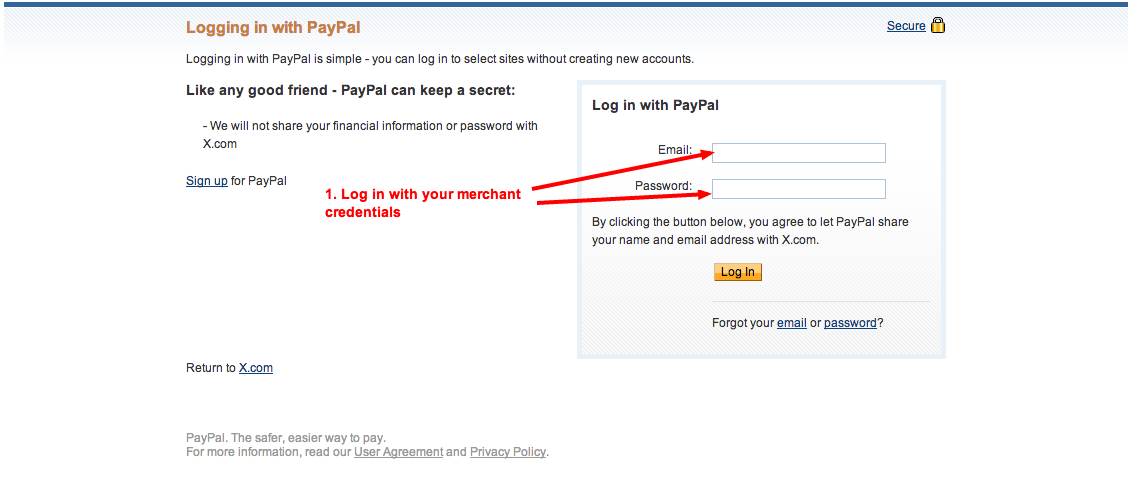 Logging in with PayPal
Secure
Logging in with PayPal is simple - you can log in to select sites without creating new accounts.
Like any good friend - PayPal can keep a secret:
- We will not share your financial information or password with
X.com
Sign up for PayPal
1. Log in with your merchant
credentials
Log in with PayPal
Email:
Password:
By clicking the button below, you agree to let PayPal share
your name and email address with X.com.
Log In
Forgot your email or password?
Return to X.com
PayPal. The safer, easier way to pay.
For more information, read our User Agreement and Privacy Policy.